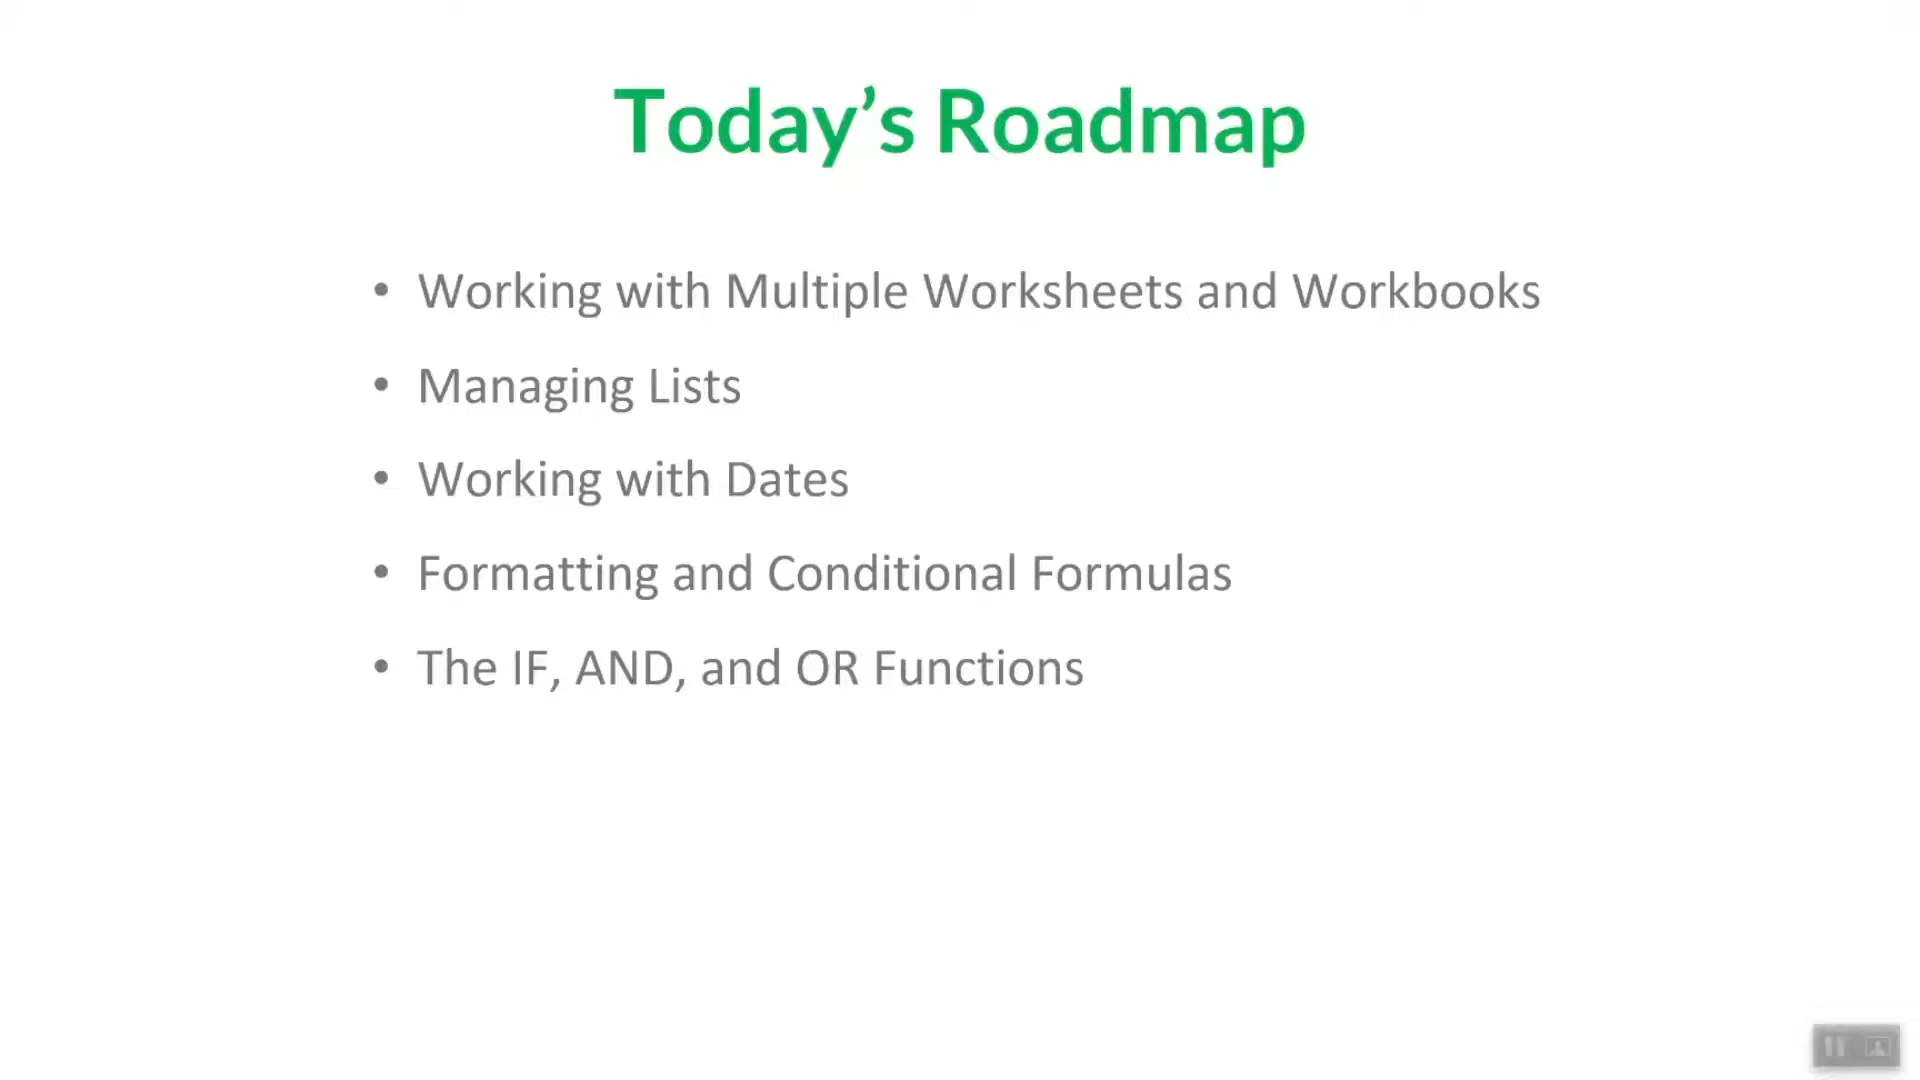 Today’s Roadmap
• Working with Multiple Worksheets and Workbooks
• Managing Lists
• Working with Dates
• Formatting and Conditional Formulas
• The IF, AND, and OR Functions